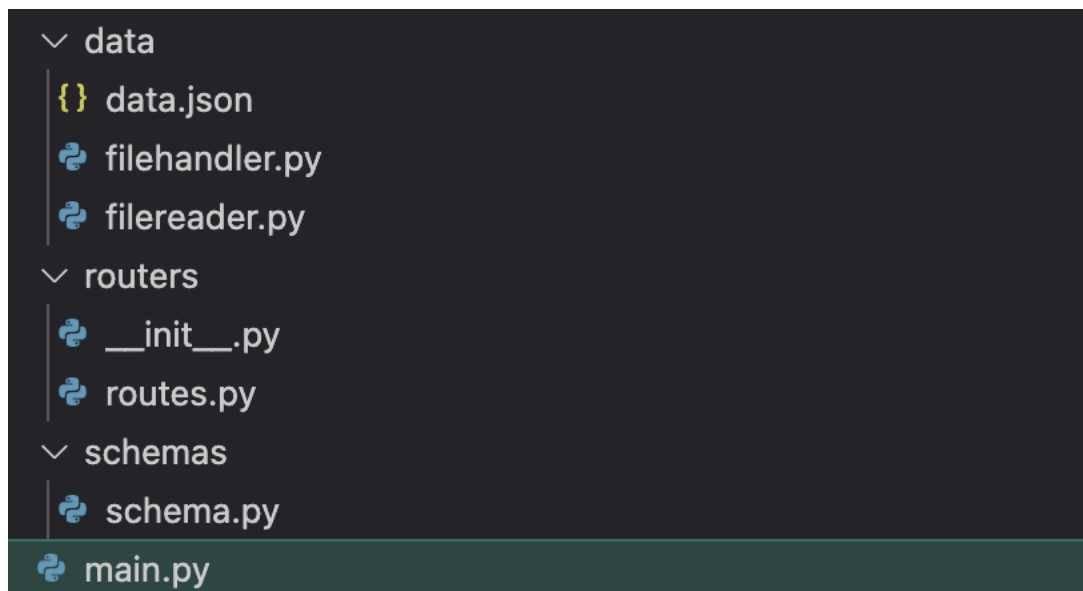 data
data.json
filehandler.py
filereader.py
routers
__init__.py
routes.py
schemas
schema.py
main.py